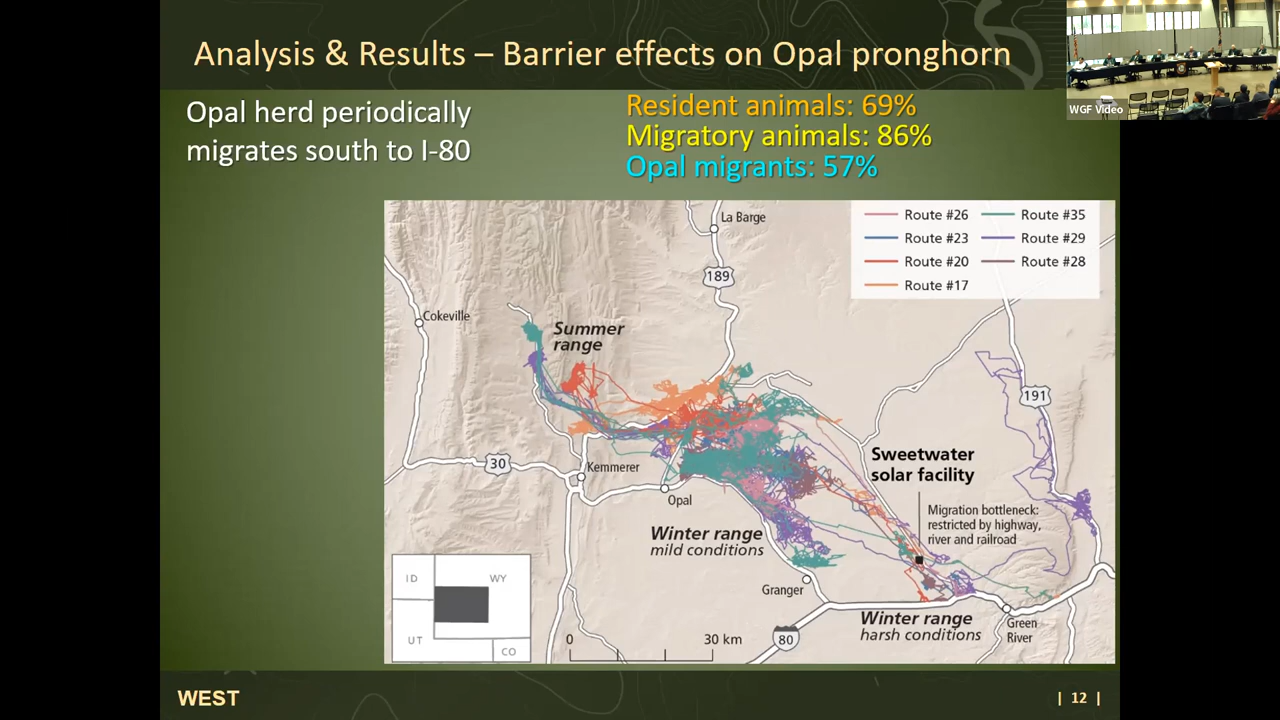 Analysis & Results – Barrier effects on Opal pronghorn
WGF Video
Opal herd periodically
migrates south to I-80
Resident animals: 69%
Migratory animals: 86%
Opal migrants: 57%
La Barge
189
Route #26
Route #35
Route #23
Route #29
Route #20
Route #28
Route #17
Cokeville
Summer
range
191
Sweetwater
solar facility
30
Kemmerer
Opal
Migration bottleneck:
restricted by highway,
river and railroad
Winter range
mild conditions
Granger
ID
WY
UT
CO
0
30 km
80
Winter range
harsh conditions
Green
River
WEST
| 12 |